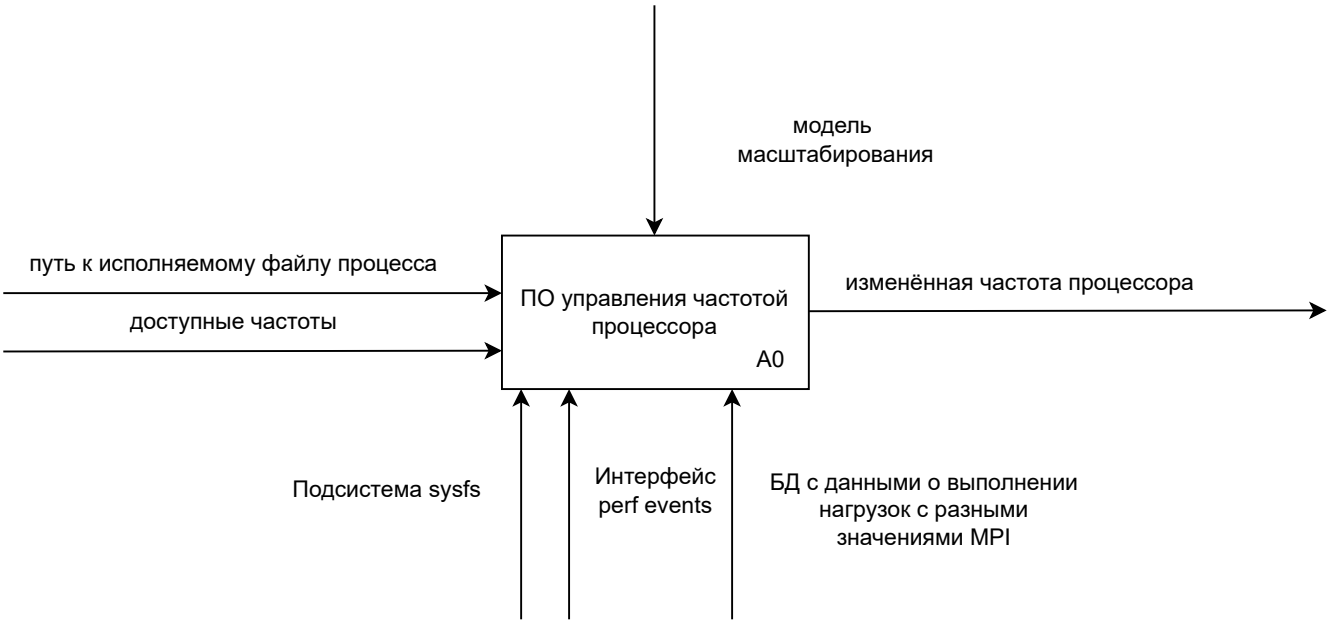 модель
масштабирования
путь к исполняемому файлу процесса
доступные частоты
ПО управления частотой
процессора
А0
изменённая частота процессора
Подсистема sysfs
Интерфейс
perf events
БД с данными о выполнении
нагрузок с разными
значениями MPI